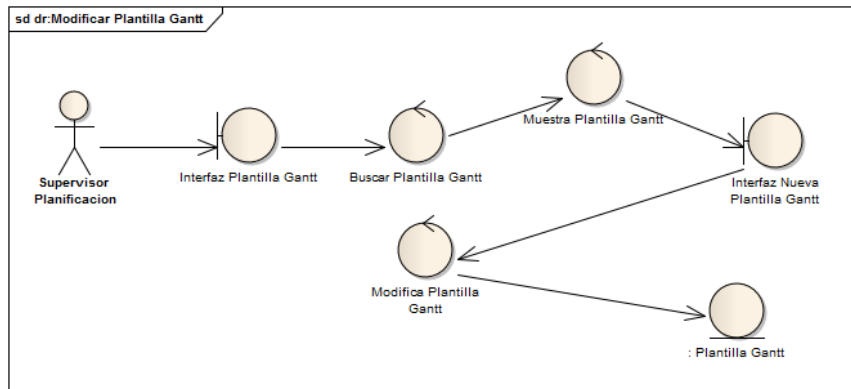 sd dr:Modificar Plantilla Gantt
Muestra Plantilla Gantt
Supervisor
Planificacion
Interfaz Plantilla Gantt
Buscar Plantilla Gantt
Interfaz Nueva
Plantilla Gantt
Modifica Plantilla
Gantt
: Plantilla Gantt